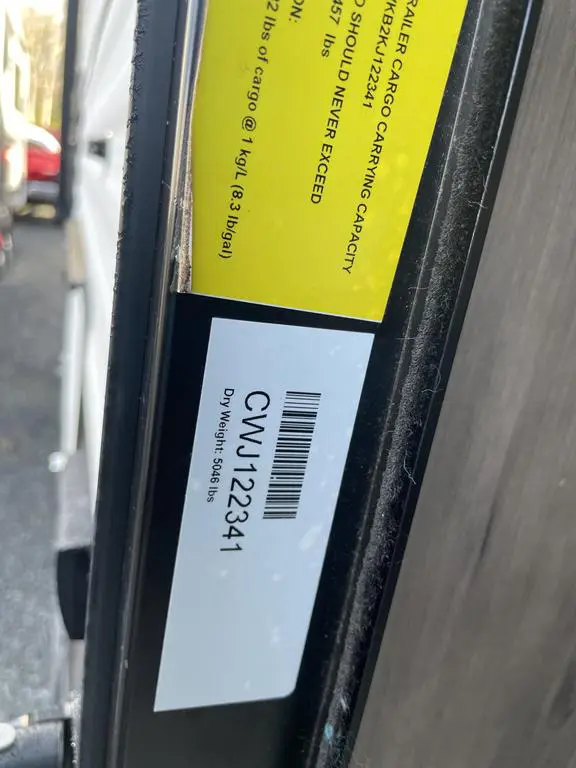 RAILER CARGO CARRYING CAPACITY
KB2KJ122341
O SHOULD NEVER EXCEED
457 lbs
ON:
2 lbs of cargo @ 1 kg/L (8.3 lb/gal)
CWJ122341
Dry Weight: 5046 lbs